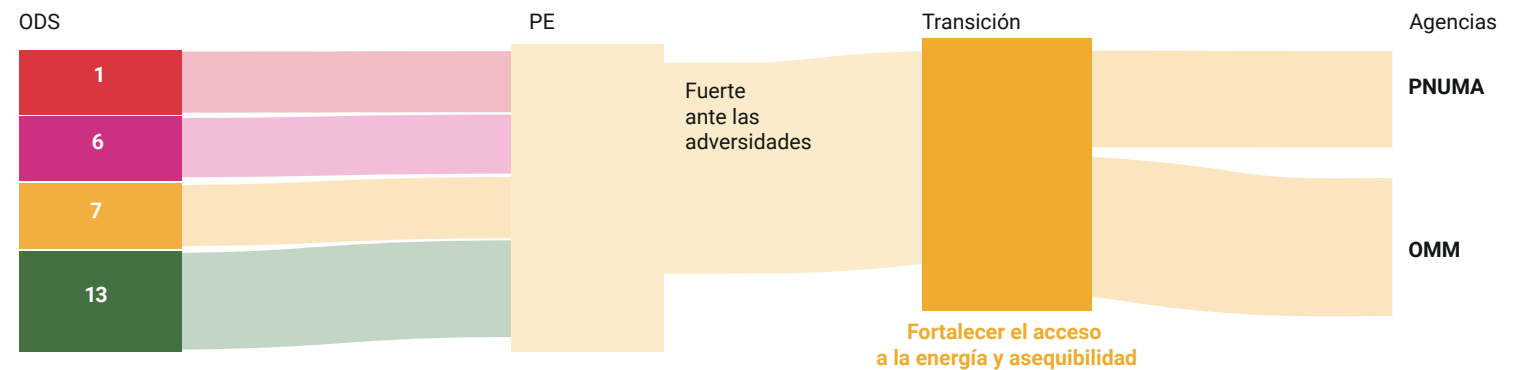 ODS
PE
Transición
Agencias
1
6
7
13
Fuerte
ante las
adversidades
PNUMA
OMM
Fortalecer el acceso
a la energía y asequibilidad